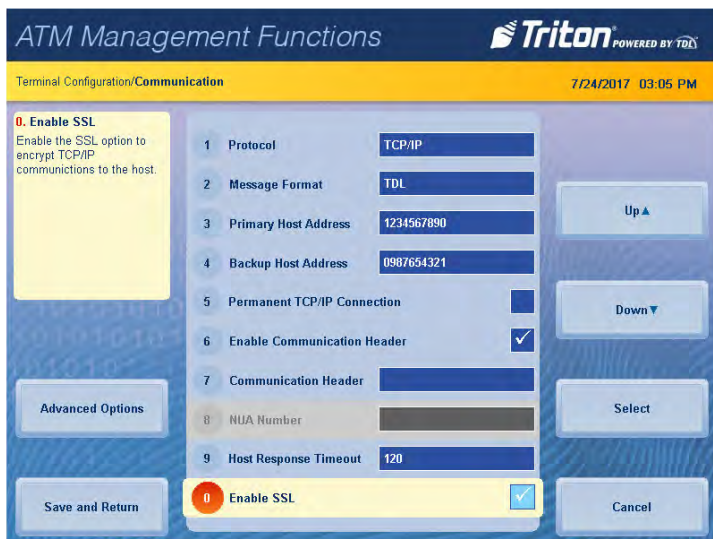 ATM Management Functions
Triton POWERED BY TDL
Terminal Configuration/Communication
7/24/2017 03:05 PM
0. Enable SSL
Enable the SSL option to
encrypt TCP/IP
communictions to the host.
1 Protocol TCP/IP
2 Message Format TDL
3 Primary Host Address 1234567890
4 Backup Host Address 0987654321
5 Permanent TCP/IP Connection
6 Enable Communication Header
7 Communication Header
8 NUA Number
9 Host Response Timeout 120
0 Enable SSL
Advanced Options
Save and Return
Up
Down
Select
Cancel